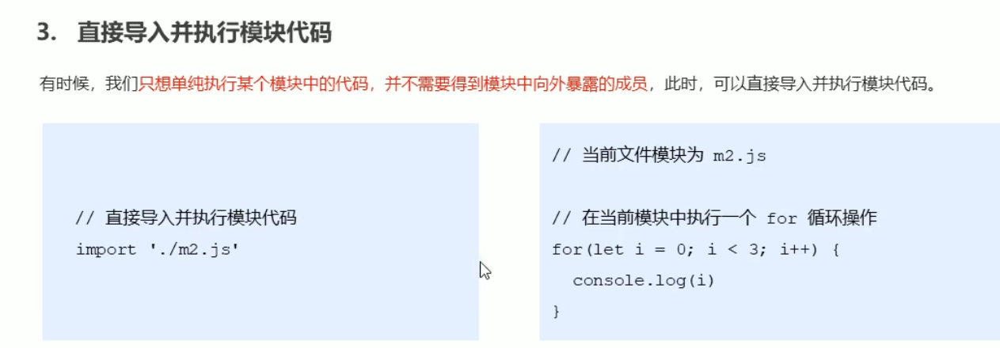 3. 直接导入并执行模块代码
有时候，我们只想单纯执行某个模块中的代码，并不需要得到模块中向外暴露的成员，此时，可以直接导入并执行模块代码。
// 直接导入并执行模块代码
import './m2.js'
// 当前文件模块为 m2.js
// 在当前模块中执行一个 for 循环操作
for(let i = 0; i < 3; i++) {
  console.log(i)
}